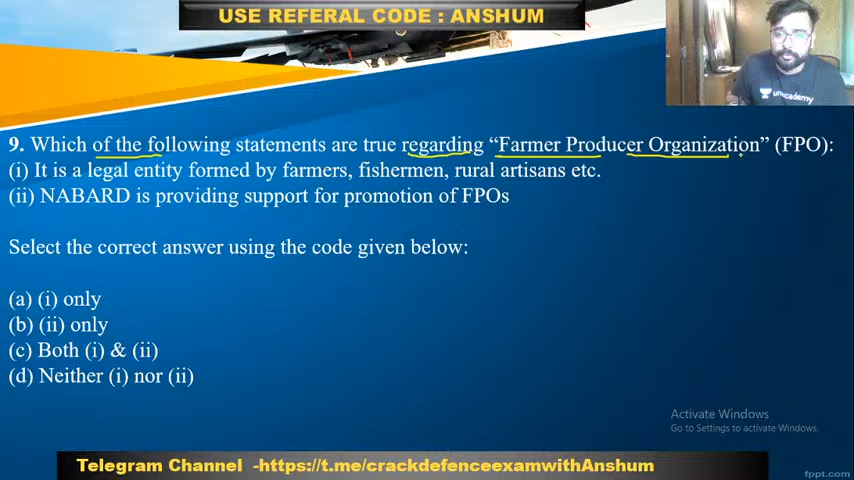 USE REFERAL CODE : ANSHUM
unacademy
9. Which of the following statements are true regarding “Farmer Producer Organization” (FPO):
(i) It is a legal entity formed by farmers, fishermen, rural artisans etc.
(ii) NABARD is providing support for promotion of FPOs
Select the correct answer using the code given below:
(a) (i) only
(b) (ii) only
(c) Both (i) & (ii)
(d) Neither (i) nor (ii)
Activate Windows
Go to Settings to activate Windows.
Telegram Channel -https://t.me/crackdefenceexamwithAnshum
fppt.com